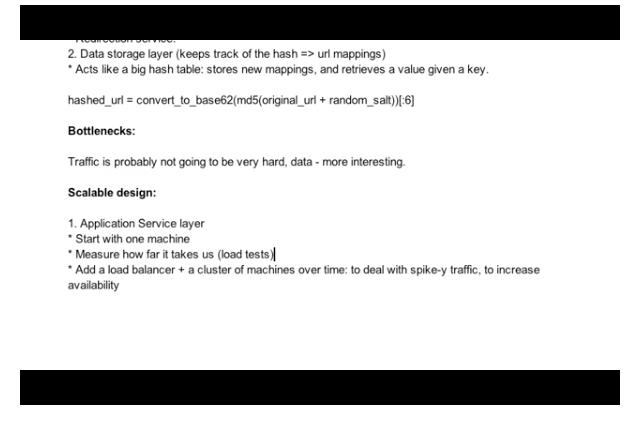 * Redirection service.
2. Data storage layer (keeps track of the hash => url mappings)
* Acts like a big hash table: stores new mappings, and retrieves a value given a key.
hashed_url = convert_to_base62(md5(original_url + random_salt))[:6]
Bottlenecks:
Traffic is probably not going to be very hard, data - more interesting.
Scalable design:
1. Application Service layer
* Start with one machine
* Measure how far it takes us (load tests)
* Add a load balancer + a cluster of machines over time: to deal with spike-y traffic, to increase
availability